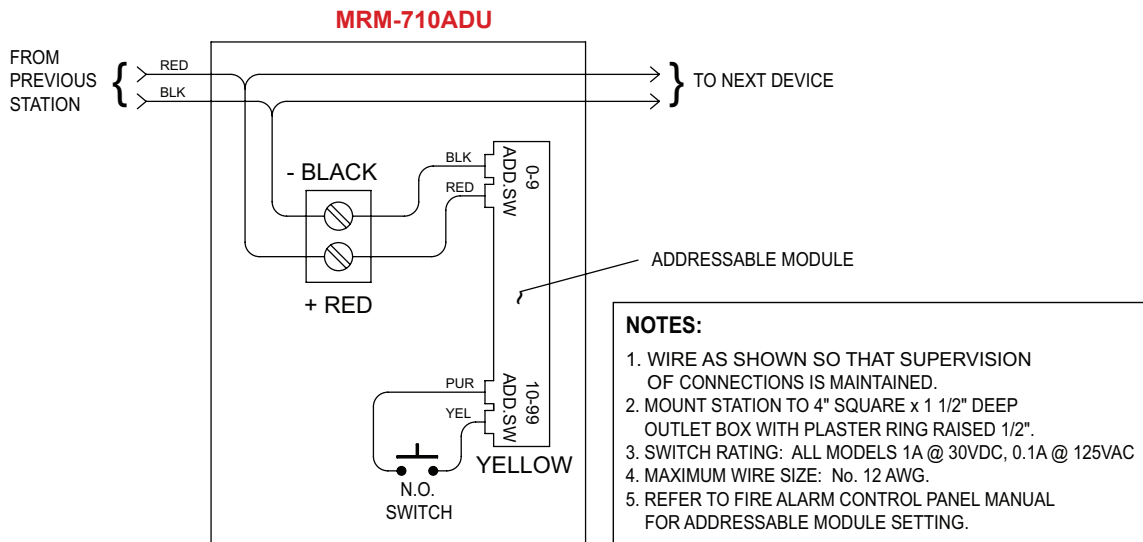 MRM-710ADU
FROM
PREVIOUS
STATION
RED
BLK
TO NEXT DEVICE
- BLACK
+ RED
BLK
RED
0-9
ADD.SW
ADDRESSABLE MODULE
PUR
YEL
10-99
ADD.SW
YELLOW
N.O.
SWITCH
NOTES:
1. WIRE AS SHOWN SO THAT SUPERVISION
OF CONNECTIONS IS MAINTAINED.
2. MOUNT STATION TO 4" SQUARE x 1 1/2" DEEP
OUTLET BOX WITH PLASTER RING RAISED 1/2".
3. SWITCH RATING: ALL MODELS 1A @ 30VDC, 0.1A @ 125VAC
4. MAXIMUM WIRE SIZE: No. 12 AWG.
5. REFER TO FIRE ALARM CONTROL PANEL MANUAL
FOR ADDRESSABLE MODULE SETTING.